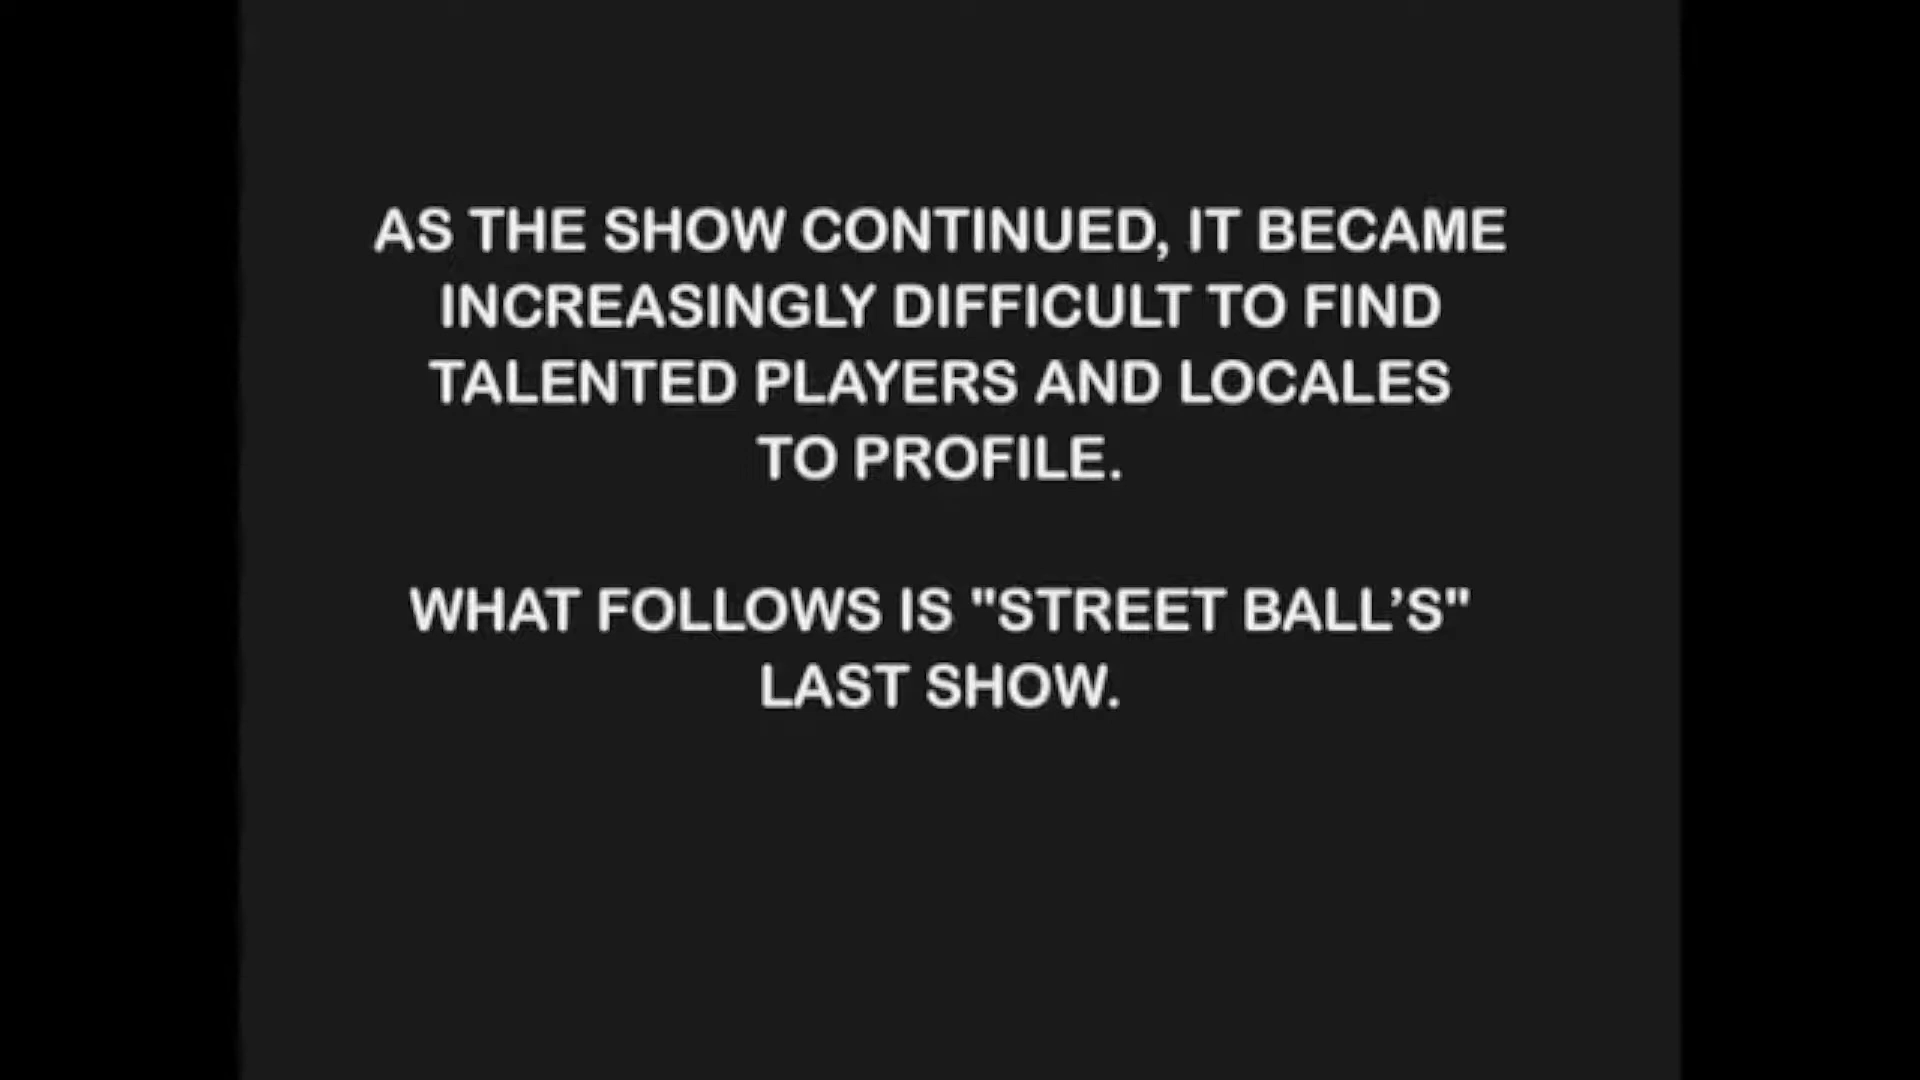 AS THE SHOW CONTINUED, IT BECAME
INCREASINGLY DIFFICULT TO FIND
TALENTED PLAYERS AND LOCALES
TO PROFILE.
WHAT FOLLOWS IS "STREET BALL’S"
LAST SHOW.